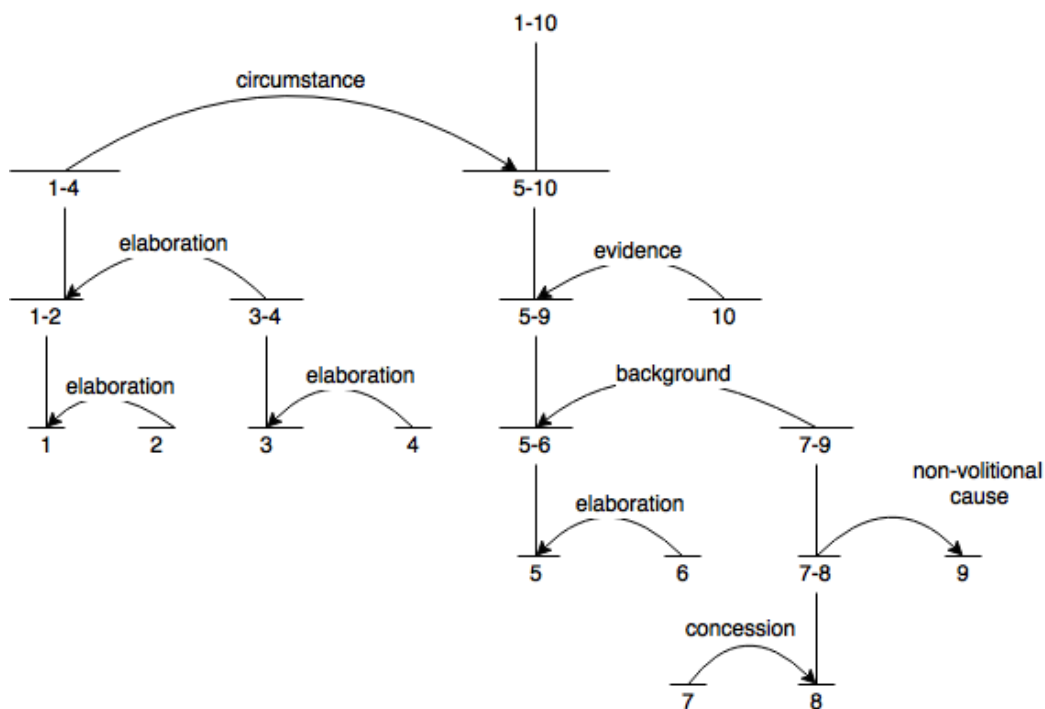 1-10
circumstance
1-4
5-10
elaboration
evidence
1-2
3-4
5-9
10
elaboration
elaboration
background
1
2
3
4
5-6
7-9
non-volitional
cause
elaboration
5
6
7-8
9
concession
7
8